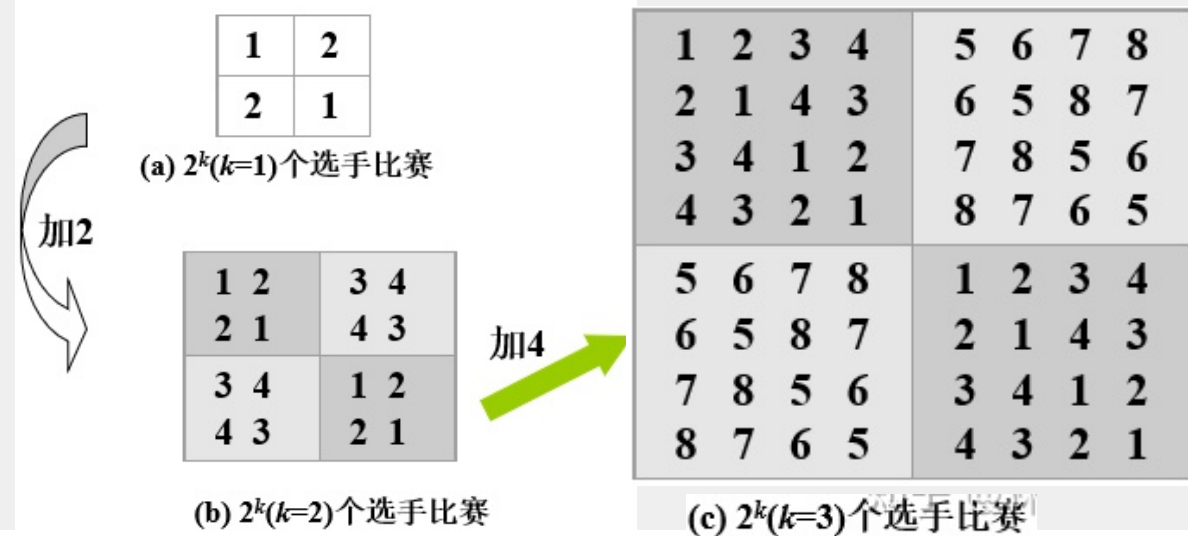 1 2
2 1
(a) 2ᵏ(k=1)个选手比赛
加2
1 2 3 4
2 1 4 3
3 4 1 2
4 3 2 1
(b) 2ᵏ(k=2)个选手比赛
加4
1 2 3 4 5 6 7 8
2 1 4 3 6 5 8 7
3 4 1 2 7 8 5 6
4 3 2 1 8 7 6 5
5 6 7 8 1 2 3 4
6 5 8 7 2 1 4 3
7 8 5 6 3 4 1 2
8 7 6 5 4 3 2 1
(c) 2ᵏ(k=3)个选手比赛